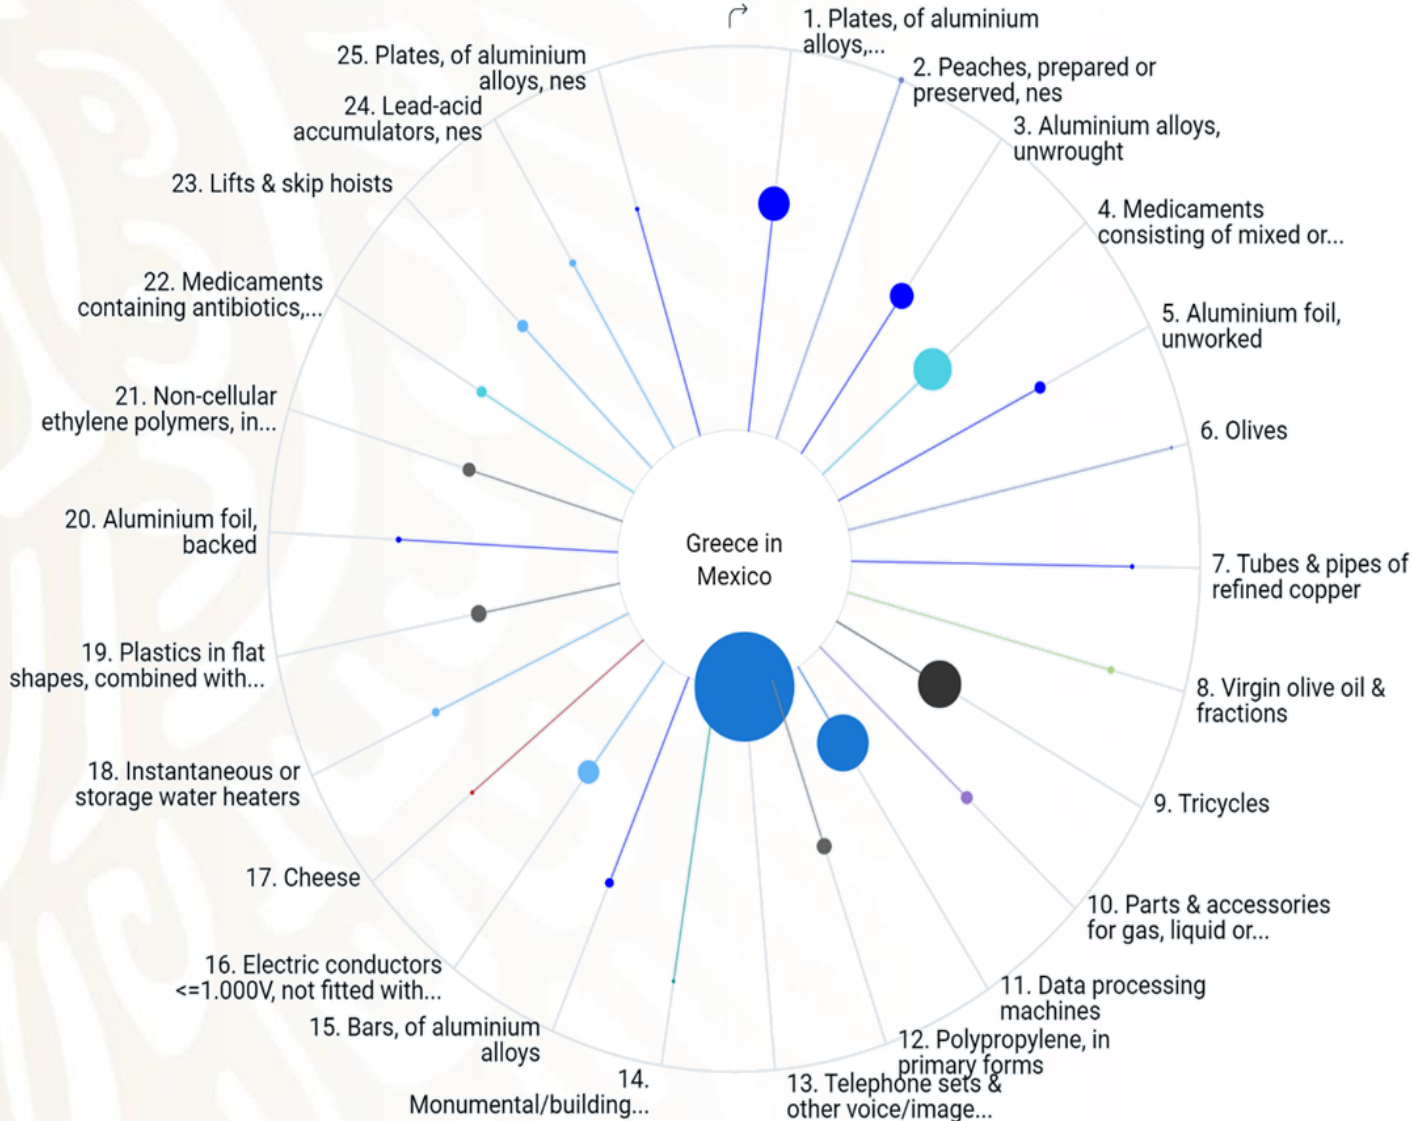 1. Plates, of aluminium
alloys,...
2. Peaches, prepared or
preserved, nes
3. Aluminium alloys,
unwrought
4. Medicaments
consisting of mixed or...
5. Aluminium foil,
unworked
6. Olives
7. Tubes & pipes of
refined copper
8. Virgin olive oil &
fractions
9. Tricycles
10. Parts & accessories
for gas, liquid or...
11. Data processing
machines
12. Polypropylene, in
primary forms
13. Telephone sets &
other voice/image...
14.
Monumental/building...
15. Bars, of aluminium
alloys
16. Electric conductors
<=1.000V, not fitted with...
17. Cheese
18. Instantaneous or
storage water heaters
19. Plastics in flat
shapes, combined with...
20. Aluminium foil,
backed
21. Non-cellular
ethylene polymers, in...
22. Medicaments
containing antibiotics,...
23. Lifts & skip hoists
24. Lead-acid
accumulators, nes
25. Plates, of aluminium
alloys, nes
Greece in
Mexico